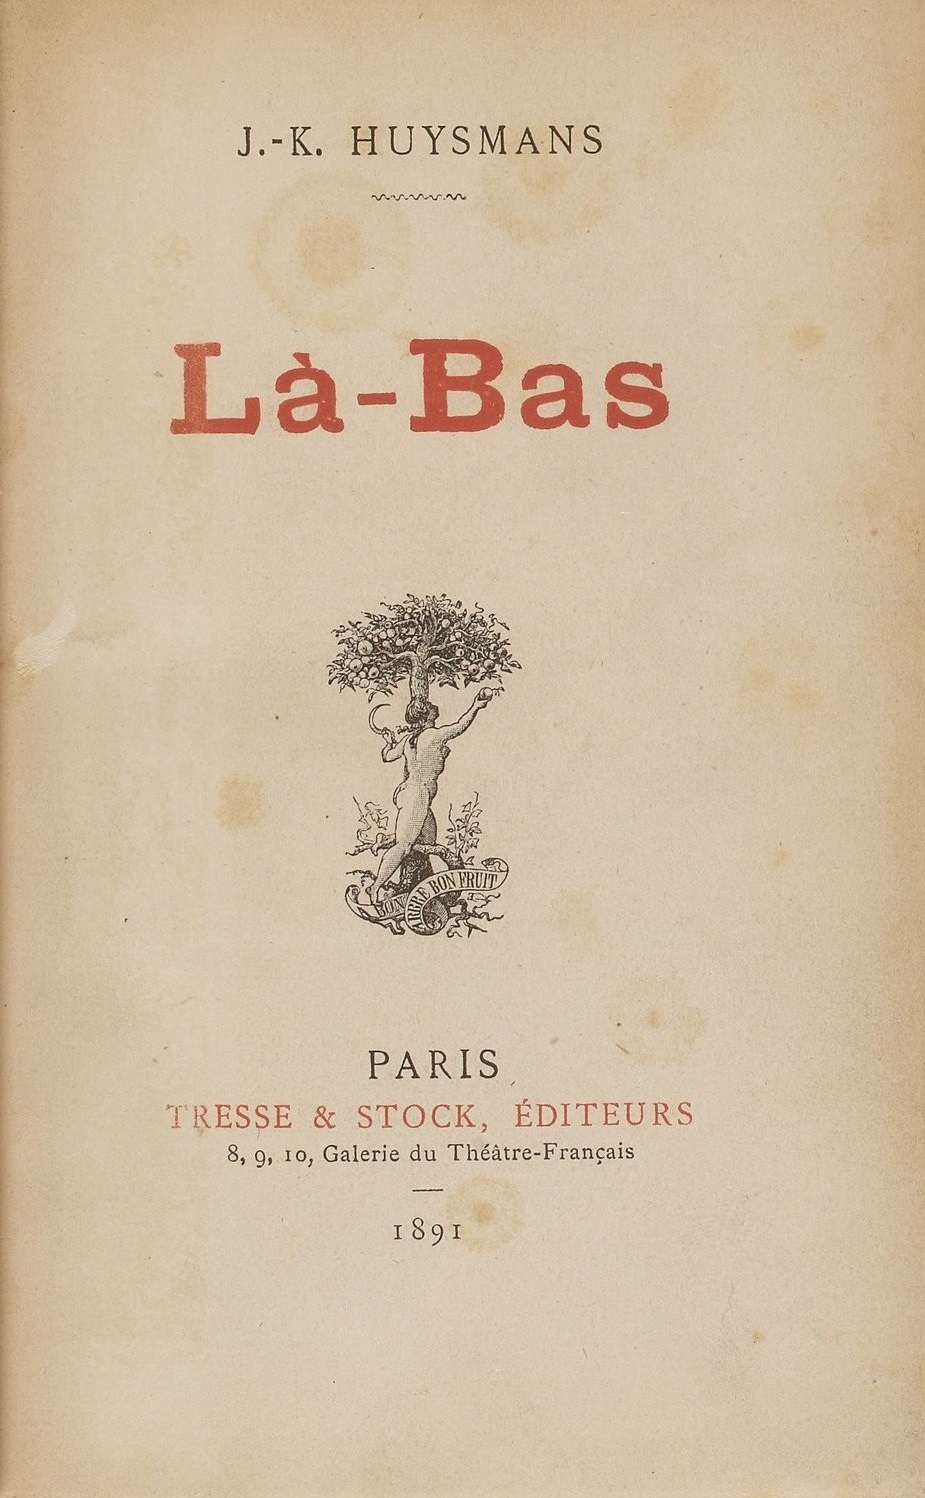 J.-K. HUYSMANS
Là-Bas
A BON ARBRE BON FRUIT
PARIS
TRESSE & STOCK, ÉDITEURS
8, 9, 10, Galerie du Théâtre-Français
1891